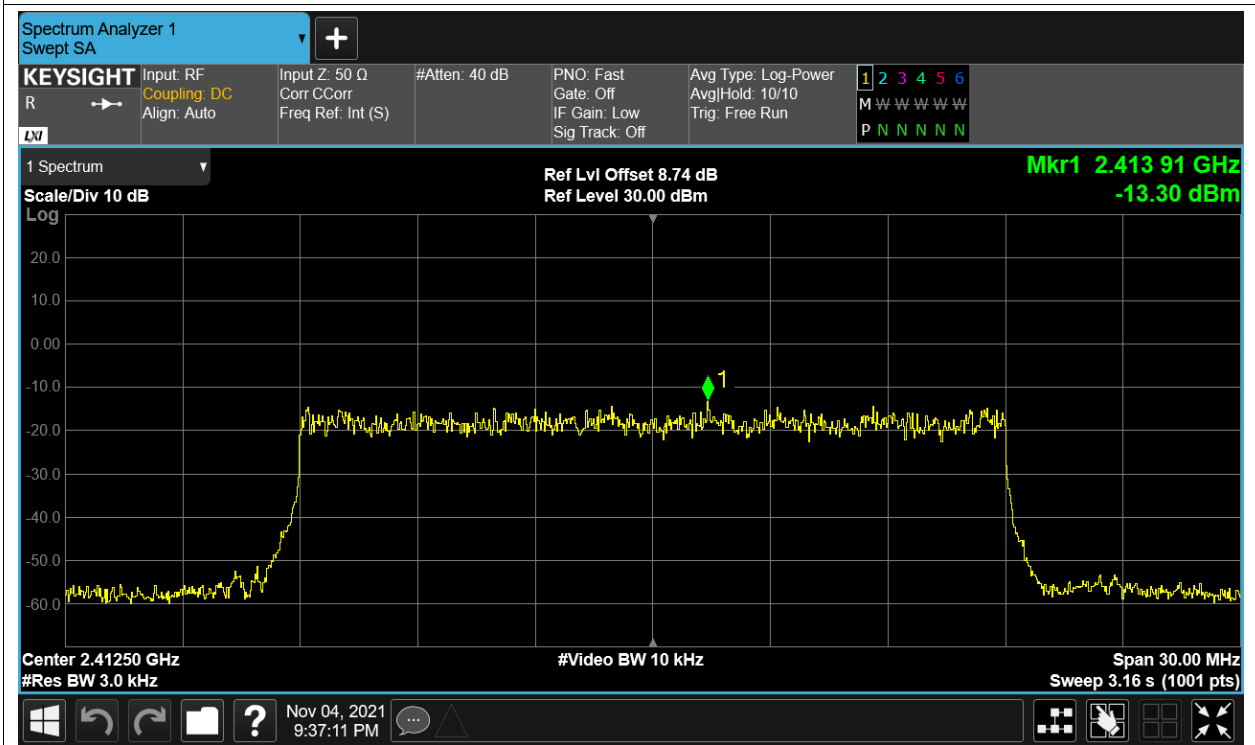 Spectrum Analyzer 1
Swept SA
KEYSIGHT
R
LXI
Input: RF
Coupling: DC
Align: Auto
Input Z: 50 Ω
Corr CCorr
Freq Ref: Int (S)
#Atten: 40 dB
PNO: Fast
Gate: Off
IF Gain: Low
Sig Track: Off
Avg Type: Log-Power
Avg|Hold: 10/10
Trig: Free Run
1 2 3 4 5 6
M W W W W W
P N N N N N
1 Spectrum
Scale/Div 10 dB
Log
Ref Lvl Offset 8.74 dB
Ref Level 30.00 dBm
Mkr1 2.413 91 GHz
-13.30 dBm
20.0
10.0
0.00
-10.0
-20.0
-30.0
-40.0
-50.0
-60.0
1
Center 2.41250 GHz
#Res BW 3.0 kHz
#Video BW 10 kHz
Span 30.00 MHz
Sweep 3.16 s (1001 pts)
?
Nov 04, 2021
9:37:11 PM